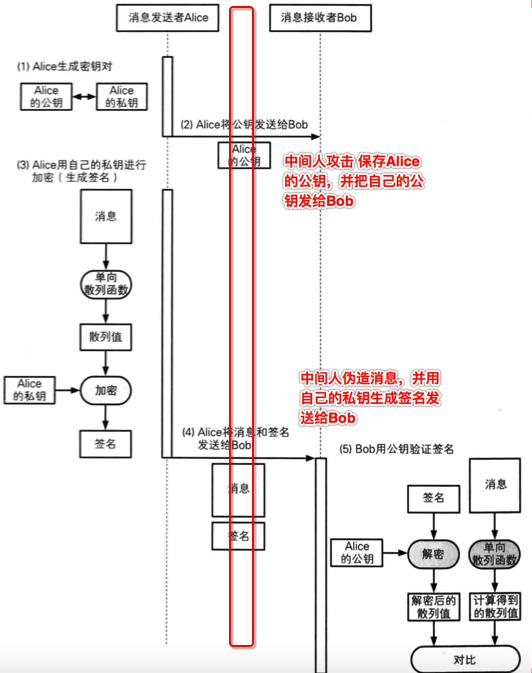 消息发送者Alice
消息接收者Bob
(1) Alice生成密钥对
Alice
的公钥
Alice
的私钥
(2) Alice将公钥发送给Bob
Alice
的公钥
中间人攻击 保存Alice
的公钥，并把自己的公
钥发给Bob
(3) Alice用自己的私钥进行
加密（生成签名）
消息
单向
散列函数
散列值
Alice
的私钥
加密
签名
中间人伪造消息，并用
自己的私钥生成签名发
送给Bob
(4) Alice将消息和签名
发送给Bob
消息
签名
(5) Bob用公钥验证签名
签名
消息
Alice
的公钥
解密
单向
散列函数
解密后的
散列值
计算得到
的散列值
对比